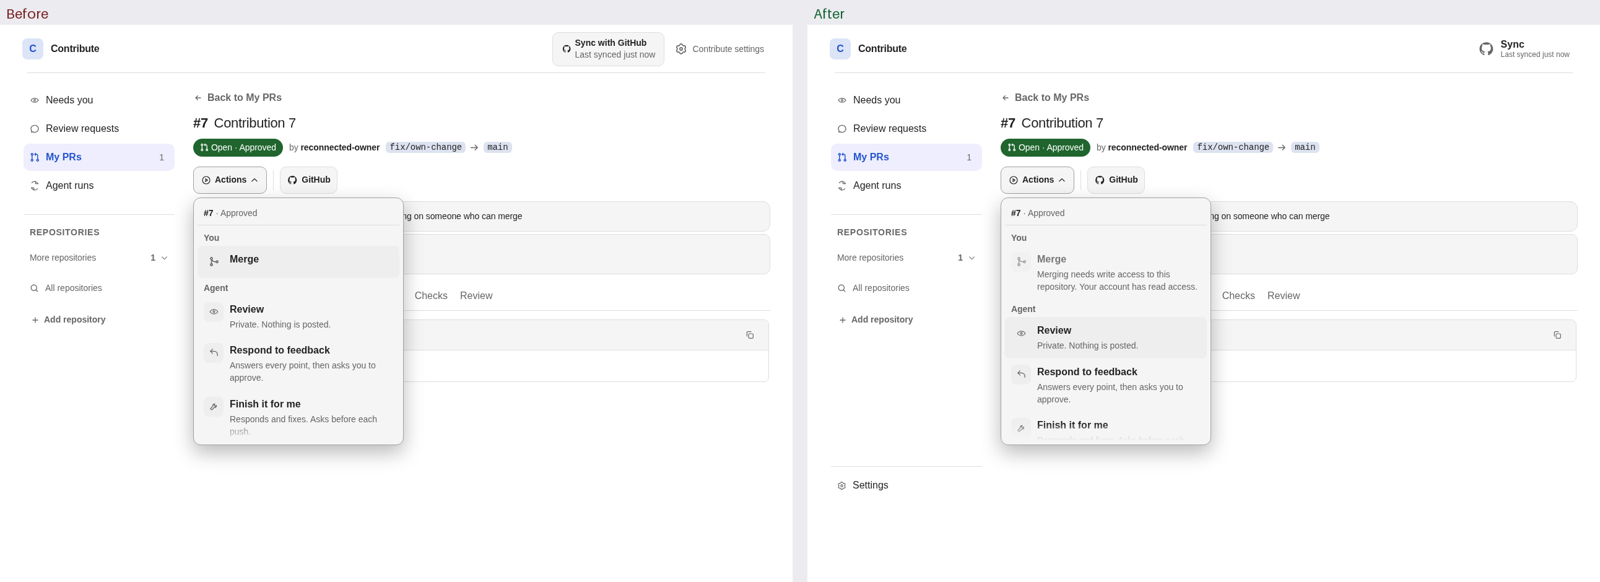 Before
C Contribute
Sync with GitHub
Last synced just now
Contribute settings
Needs you
Review requests
My PRs 1
Agent runs
REPOSITORIES
More repositories 1
All repositories
Add repository
Back to My PRs
#7 Contribution 7
Open · Approved by reconnected-owner fix/own-change → main
Actions GitHub
#7 · Approved
You
Merge
Agent
Review
Private. Nothing is posted.
Respond to feedback
Answers every point, then asks you to
approve.
Finish it for me
Responds and fixes. Asks before each
push.
ng on someone who can merge
Checks Review
After
C Contribute
Sync
Last synced just now
Needs you
Review requests
My PRs 1
Agent runs
REPOSITORIES
More repositories 1
All repositories
Add repository
Settings
Back to My PRs
#7 Contribution 7
Open · Approved by reconnected-owner fix/own-change → main
Actions GitHub
#7 · Approved
You
Merge
Merging needs write access to this
repository. Your account has read access.
Agent
Review
Private. Nothing is posted.
Respond to feedback
Answers every point, then asks you to
approve.
Finish it for me
ng on someone who can merge
Checks Review